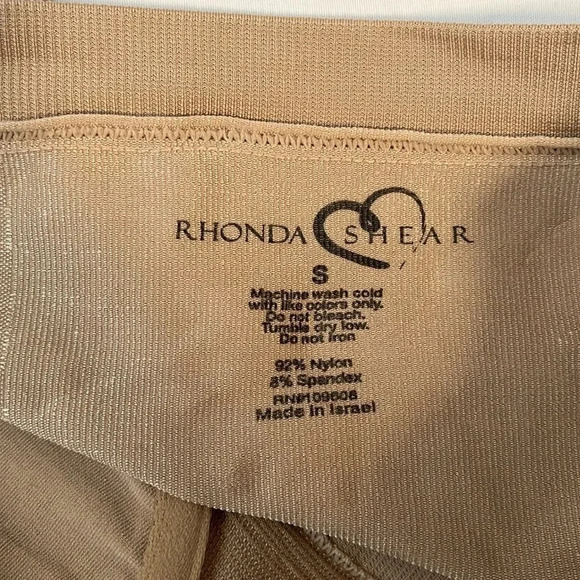 RHONDA SHEAR
S
Machine wash cold
with like colors only.
Do not bleach.
Tumble dry low.
Do not iron
92% Nylon
8% Spandex
RN#109608
Made in Israel